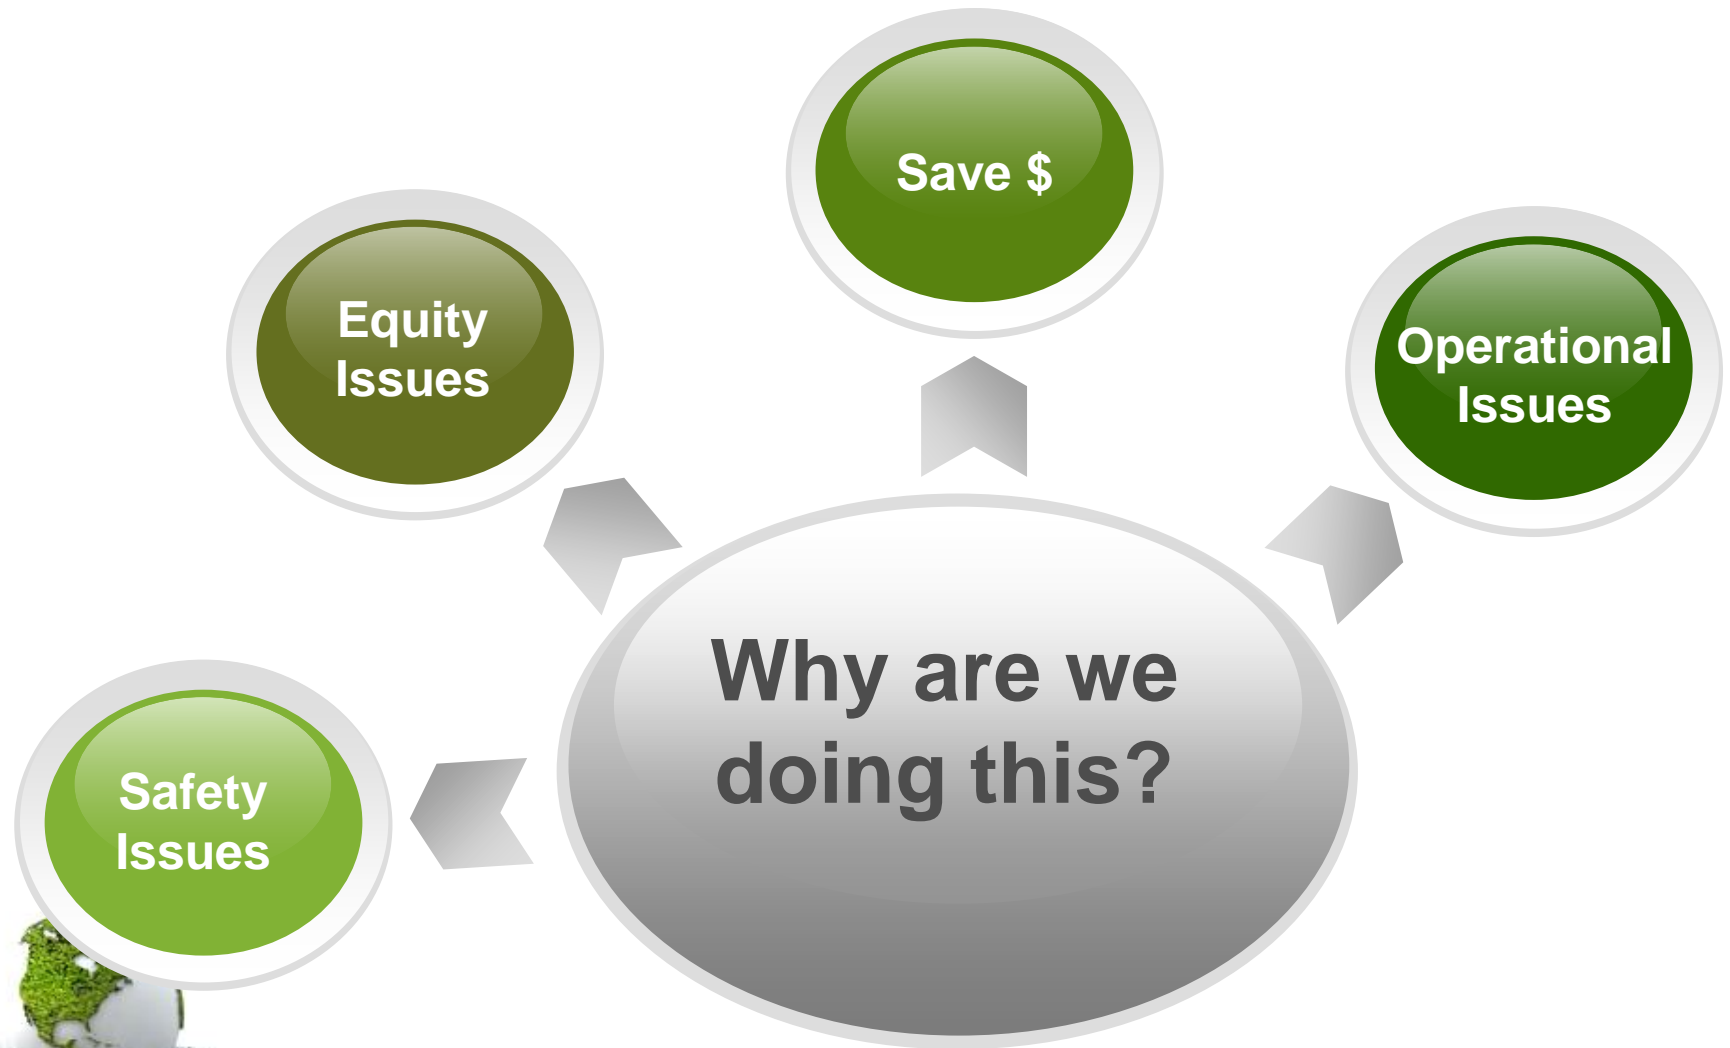 Save $
Equity
Issues
Operational
Issues
Why are we
doing this?
Safety
Issues